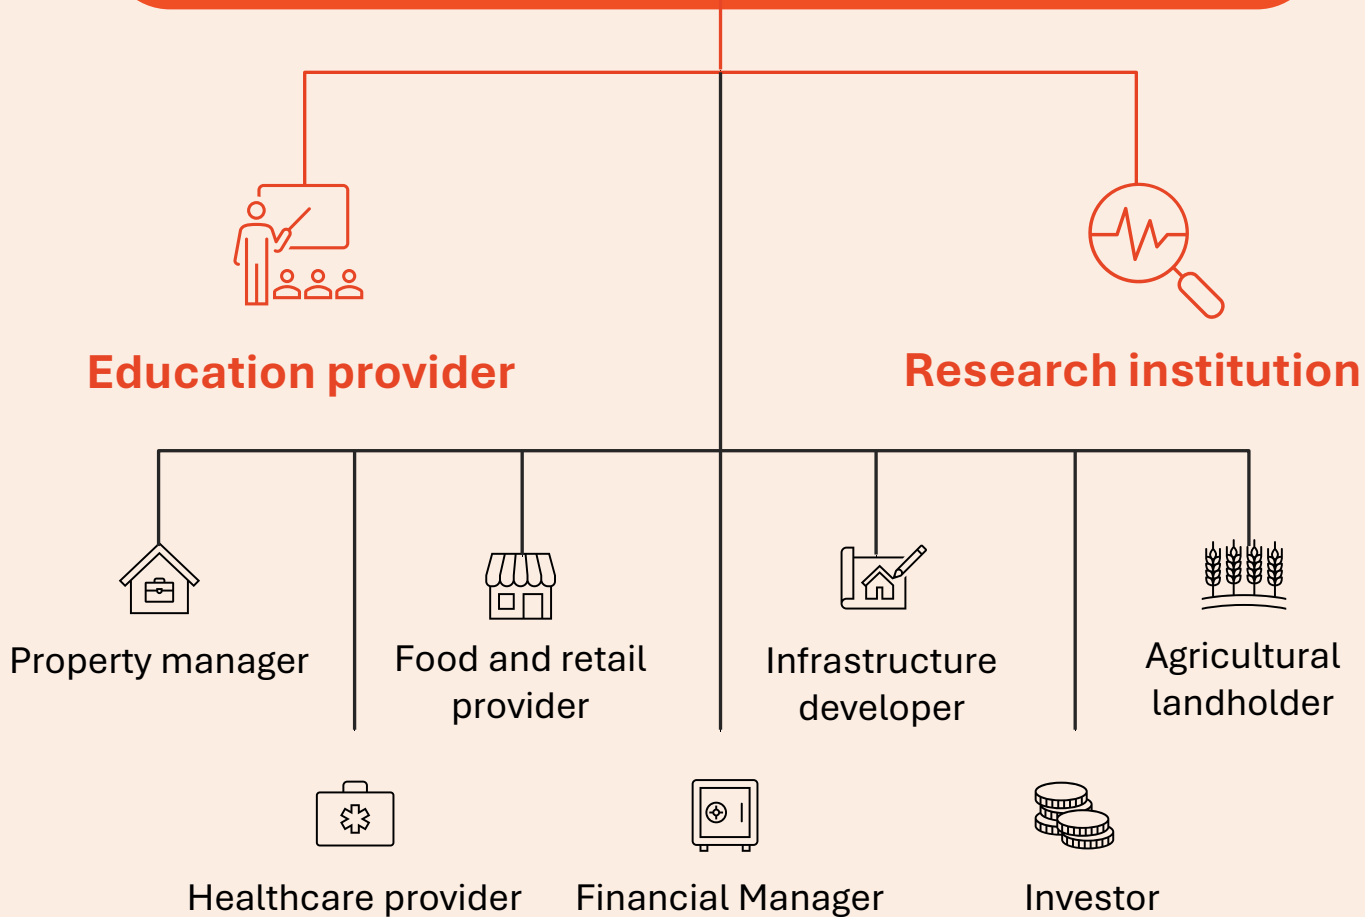 Education provider
Research institution
Property manager
Food and retail
provider
Infrastructure
developer
Agricultural
landholder
Healthcare provider
Financial Manager
Investor